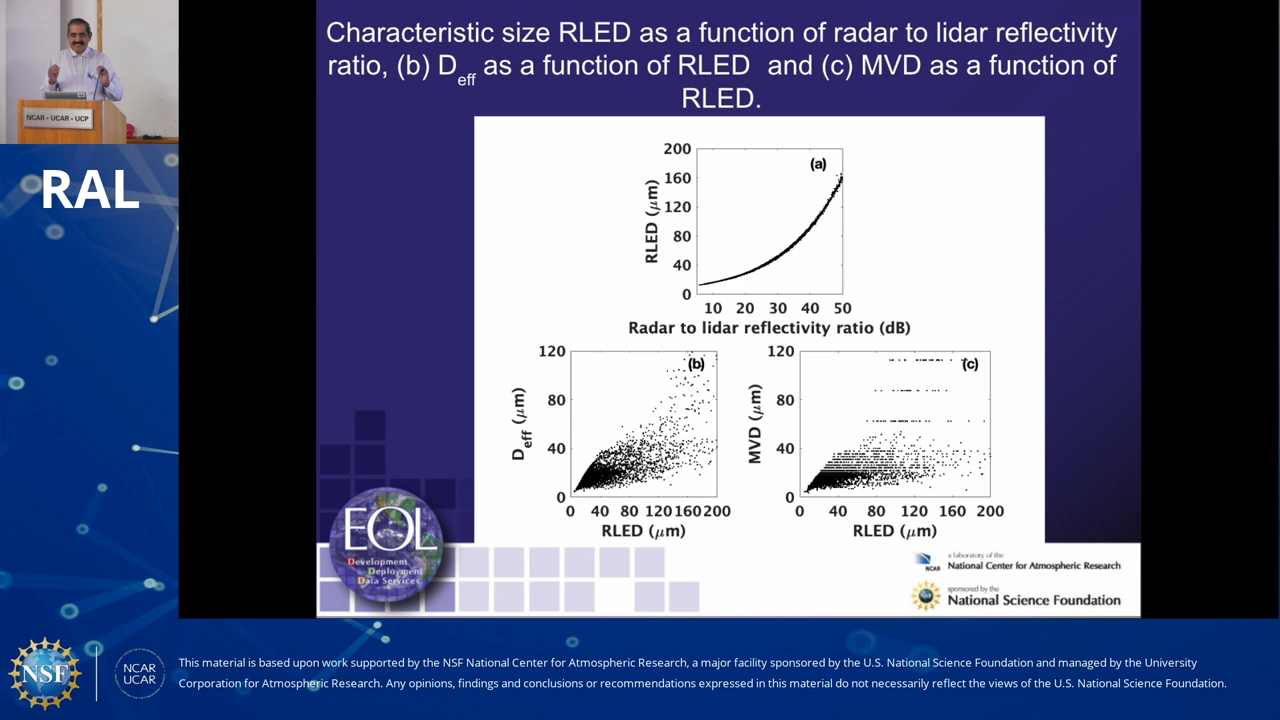 NCAR • UCAR • UCP
RAL
Characteristic size RLED as a function of radar to lidar reflectivity
ratio, (b) Deff as a function of RLED and (c) MVD as a function of
RLED.
(a)
200
160
120
80
40
0
RLED (μm)
10 20 30 40 50
Radar to lidar reflectivity ratio (dB)
(b)
120
80
40
0
Deff (μm)
0 40 80 120 160 200
RLED (μm)
(c)
120
80
40
0
MVD (μm)
0 40 80 120 160 200
RLED (μm)
EOL
Development
Deployment
Data Services
NCAR
a laboratory of the
National Center for Atmospheric Research
sponsored by the
National Science Foundation
NSF
NCAR
UCAR
This material is based upon work supported by the NSF National Center for Atmospheric Research, a major facility sponsored by the U.S. National Science Foundation and managed by the University
Corporation for Atmospheric Research. Any opinions, findings and conclusions or recommendations expressed in this material do not necessarily reflect the views of the U.S. National Science Foundation.